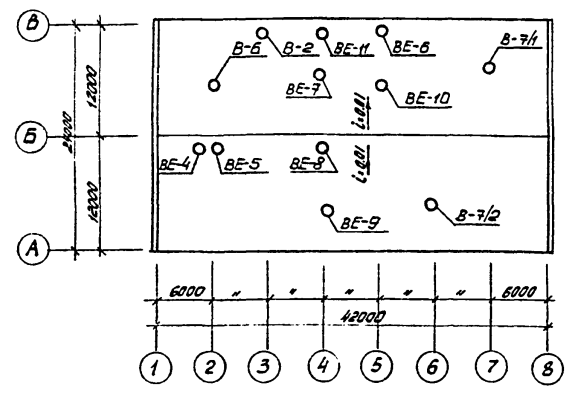 В
В-6
В-2
ВЕ-11
ВЕ-6
В-7/1
ВЕ-7
ВЕ-10
12000
i=0.01
24000
Б
ВЕ-4
ВЕ-5
ВЕ-8
i=0.01
12000
ВЕ-9
В-7/2
А
6000 " " " " " 6000
42000
1 2 3 4 5 6 7 8